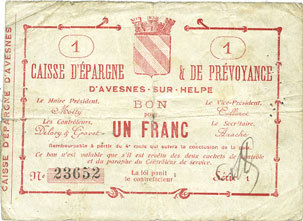 1 1
CAISSE D'ÉPARGNE & DE PRÉVOYANCE
D'AVESNES-SUR-HELPE
Le Maire Président, BON Le Vice-Président,
pour
Les Contrôleurs, UN FRANC Le Secrétaire,
Remboursable à partir du 4e mois qui suivra la conclusion de la
Ce bon n'est valable que s'il est revêtu des deux cachets de Contrôle
et du paraphe du Contrôleur de service.
No 23652 La loi punit Série 1
le contrefacteur
CAISSE D'ÉPARGNE D'AVESNES